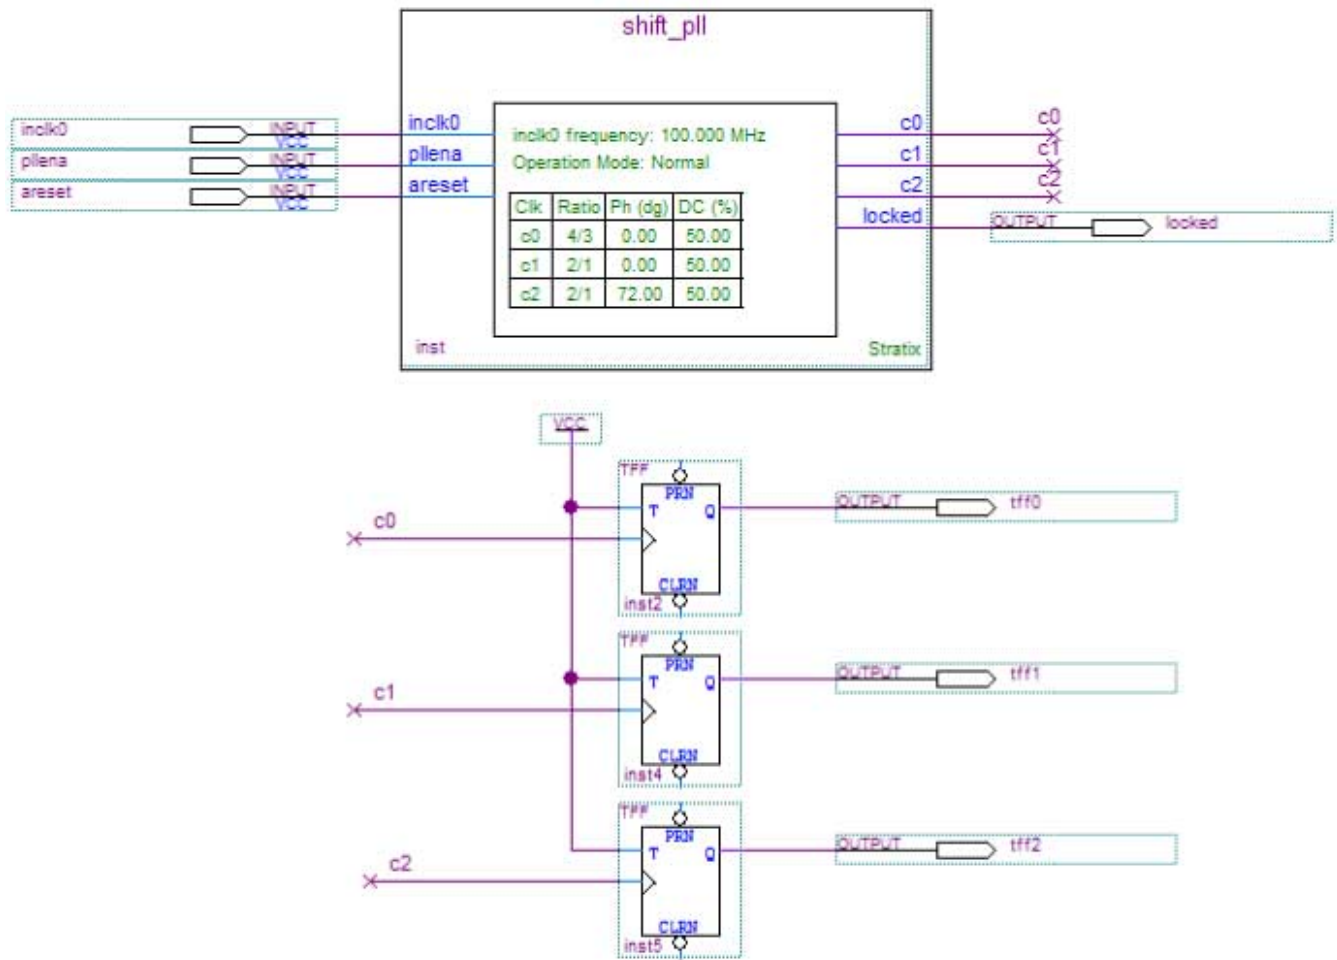 shift_pll
inclk0 INPUT VCC inclk0
pllena INPUT VCC pllena
areset INPUT VCC areset
inclk0 frequency: 100.000 MHz
Operation Mode: Normal
Clk Ratio Ph (dg) DC (%)
c0 4/3 0.00 50.00
c1 2/1 0.00 50.00
c2 2/1 72.00 50.00
c0 c0
c1 c1
c2 c2
locked OUTPUT locked
inst Stratix
VCC
TFF
PRN
T Q
OUTPUT tff0
c0
CLRN
inst2
TFF
PRN
T Q
OUTPUT tff1
c1
CLRN
inst4
TFF
PRN
T Q
OUTPUT tff2
c2
CLRN
inst5